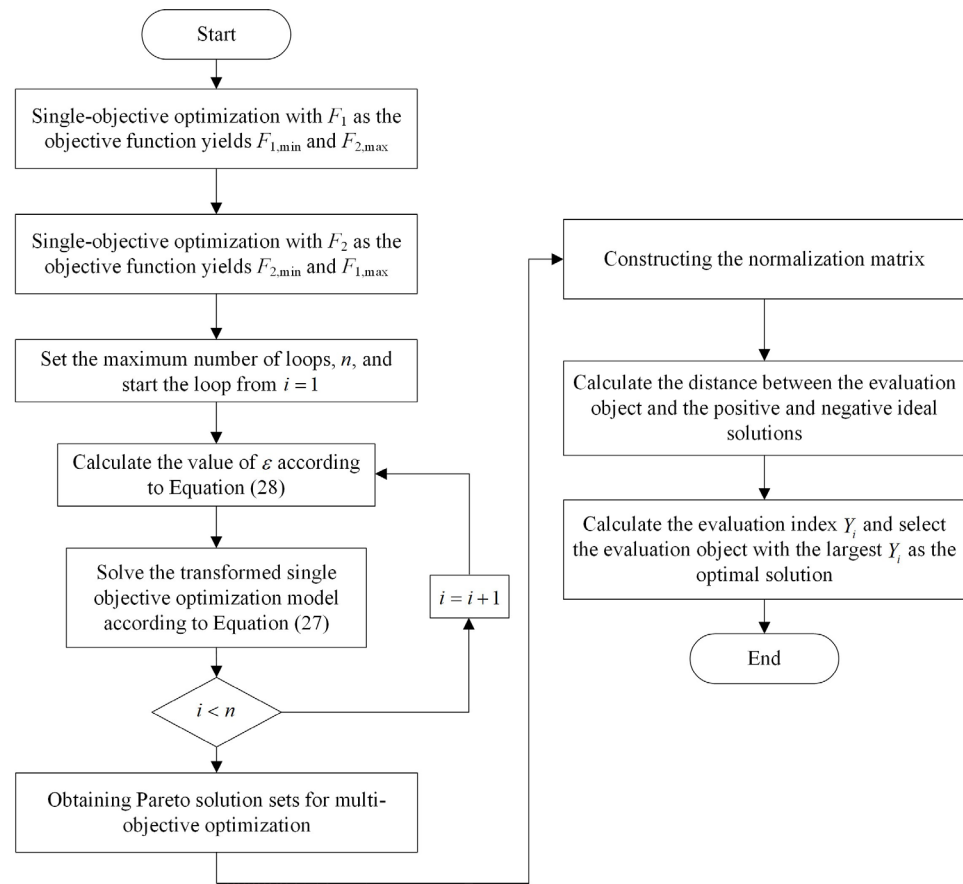 Start
Single-objective optimization with F₁ as the
objective function yields F₁,min and F₂,max
Single-objective optimization with F₂ as the
objective function yields F₂,min and F₁,max
Set the maximum number of loops, n, and
start the loop from i = 1
Calculate the value of ε according
to Equation (28)
Solve the transformed single
objective optimization model
according to Equation (27)
i = i + 1
i < n
Obtaining Pareto solution sets for multi-
objective optimization
Constructing the normalization matrix
Calculate the distance between the evaluation
object and the positive and negative ideal
solutions
Calculate the evaluation index Yᵢ and select
the evaluation object with the largest Yᵢ as the
optimal solution
End